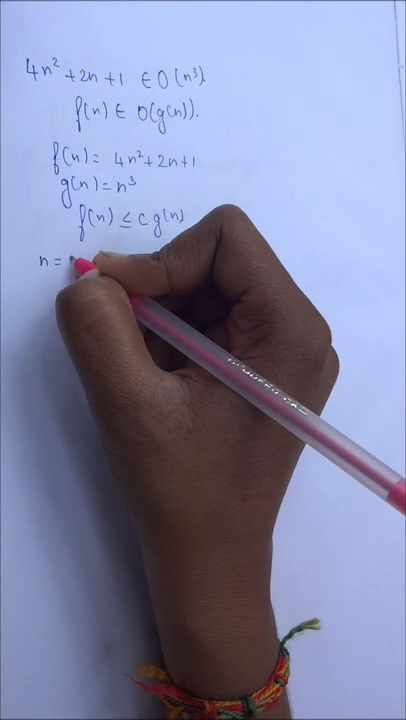 4n² + 2n + 1 ∈ O(n³)
f(n) ∈ O(g(n)).
f(n) = 4n² + 2n + 1
g(n) = n³
f(n) ≤ c g(n)
n =